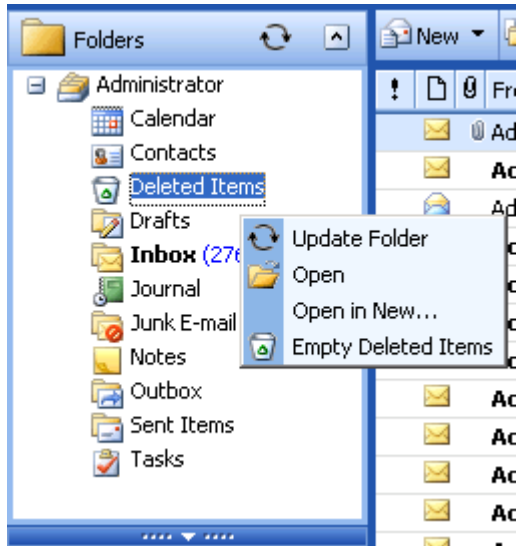 Folders
New
Administrator
Calendar
Contacts
Deleted Items
Drafts
Inbox
Journal
Junk E-mail
Notes
Outbox
Sent Items
Tasks
Update Folder
Open
Open in New...
Empty Deleted Items